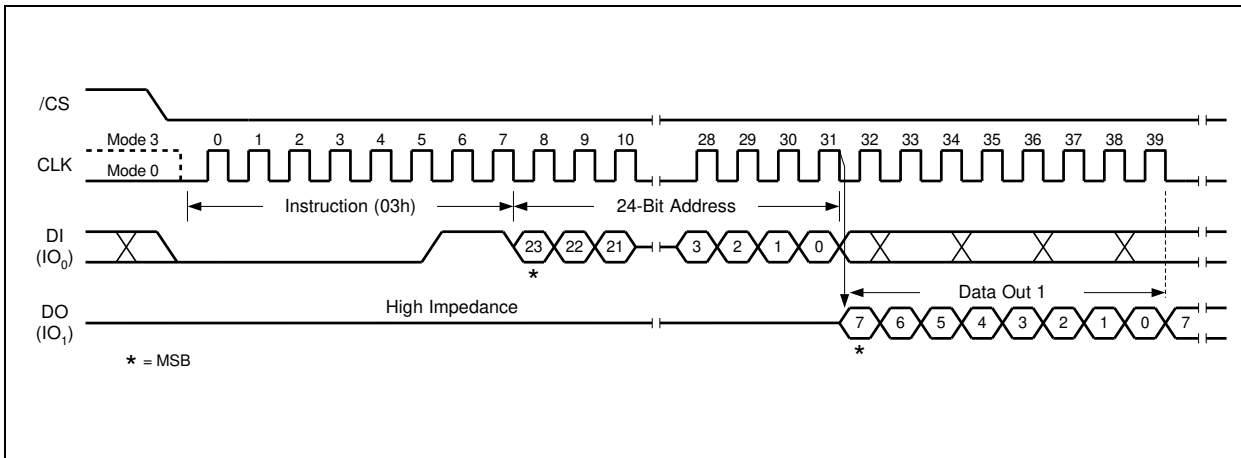 /CS
Mode 3 0 1 2 3 4 5 6 7 8 9 10 28 29 30 31 32 33 34 35 36 37 38 39
CLK
Mode 0
Instruction (03h) 24-Bit Address
DI
(IO0)
23 22 21 3 2 1 0
*
High Impedance Data Out 1
DO
(IO1)
7 6 5 4 3 2 1 0 7
*
* = MSB